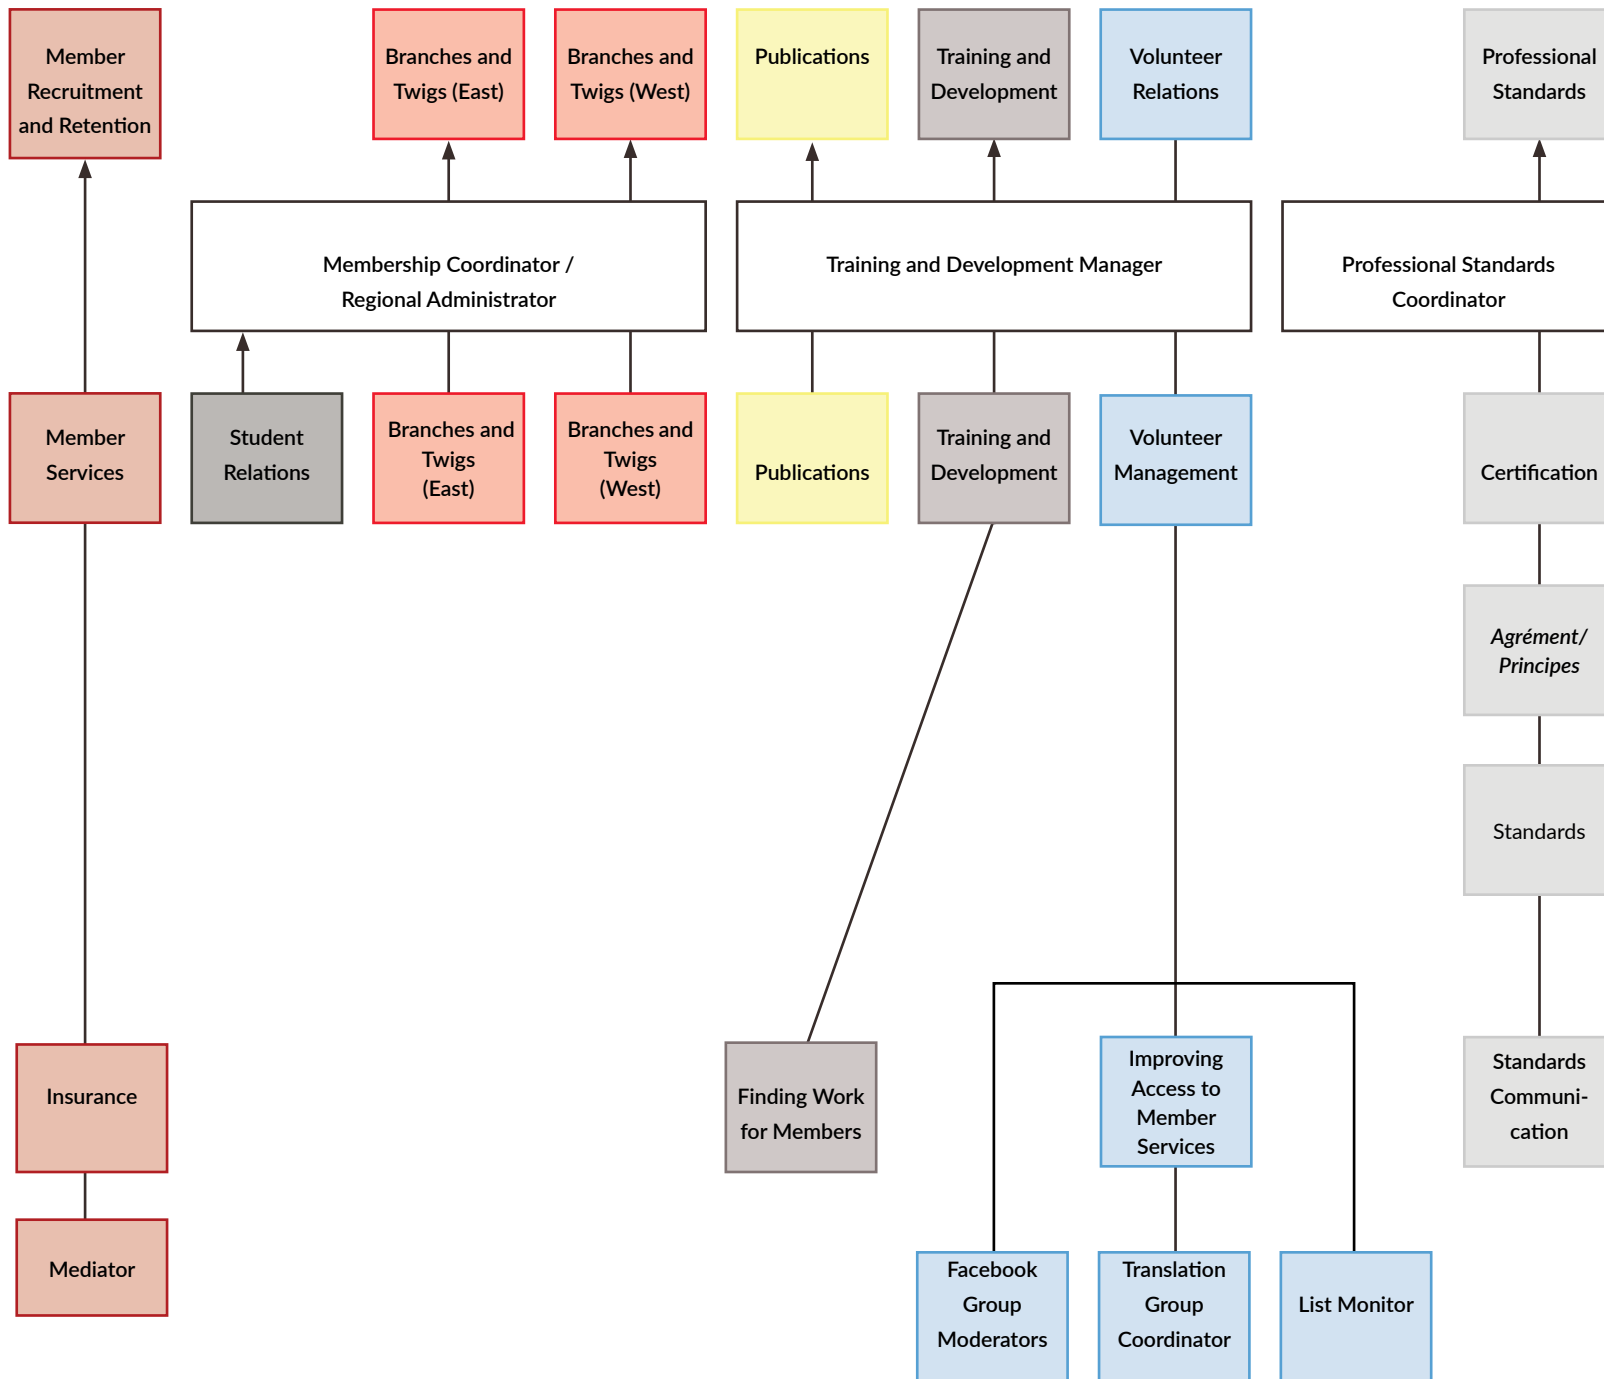 Member
Recruitment
and Retention
Branches and
Twigs (East)
Branches and
Twigs (West)
Publications
Training and
Development
Volunteer
Relations
Professional
Standards
Membership Coordinator /
Regional Administrator
Training and Development Manager
Professional Standards
Coordinator
Member
Services
Student
Relations
Branches and
Twigs
(East)
Branches and
Twigs
(West)
Publications
Training and
Development
Volunteer
Management
Certification
Agrément/
Principes
Standards
Insurance
Finding Work
for Members
Improving
Access to
Member
Services
Standards
Communi-
cation
Mediator
Facebook
Group
Moderators
Translation
Group
Coordinator
List Monitor